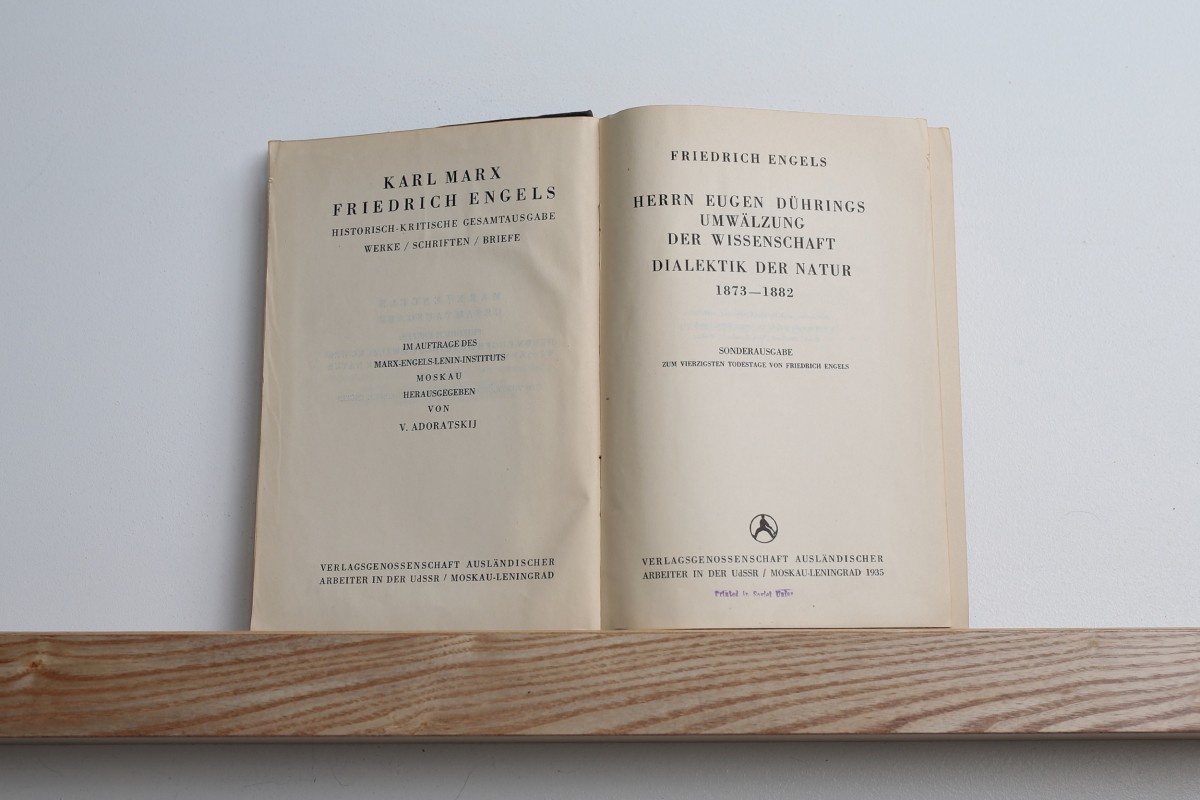 KARL MARX
FRIEDRICH ENGELS
HISTORISCH-KRITISCHE GESAMTAUSGABE
WERKE / SCHRIFTEN / BRIEFE
IM AUFTRAGE DES
MARX-ENGELS-LENIN-INSTITUTS
MOSKAU
HERAUSGEGEBEN
VON
V. ADORATSKIJ
VERLAGSGENOSSENSCHAFT AUSLÄNDISCHER
ARBEITER IN DER UdSSR / MOSKAU-LENINGRAD
FRIEDRICH ENGELS
HERRN EUGEN DÜHRINGS
UMWÄLZUNG
DER WISSENSCHAFT
DIALEKTIK DER NATUR
1873—1882
SONDERAUSGABE
ZUM VIERZIGSTEN TODESTAGE VON FRIEDRICH ENGELS
VERLAGSGENOSSENSCHAFT AUSLÄNDISCHER
ARBEITER IN DER UdSSR / MOSKAU-LENINGRAD 1935
Printed in Soviet Union